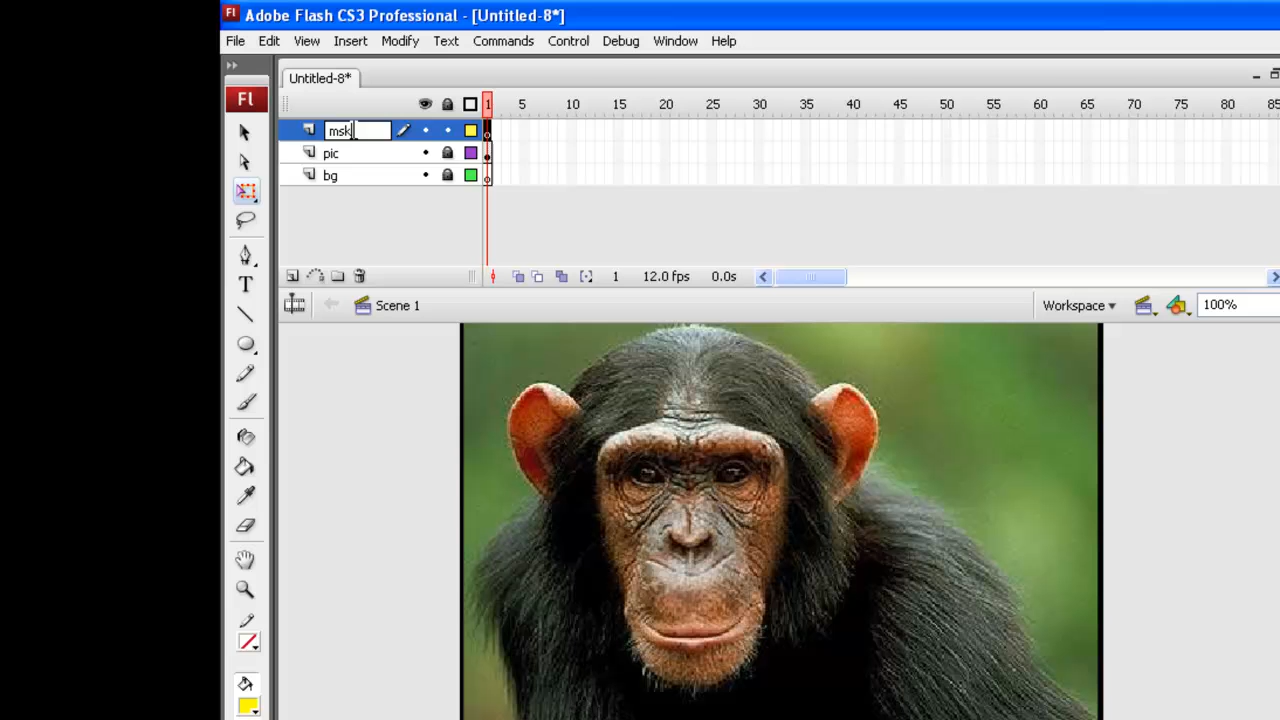 Fl Adobe Flash CS3 Professional - [Untitled-8*]
File Edit View Insert Modify Text Commands Control Debug Window Help
Untitled-8*
Fl
1 5 10 15 20 25 30 35 40 45 50 55 60 65 70 75 80 85
msk
pic
bg
1 12.0 fps 0.0s
Scene 1 Workspace 100%
T